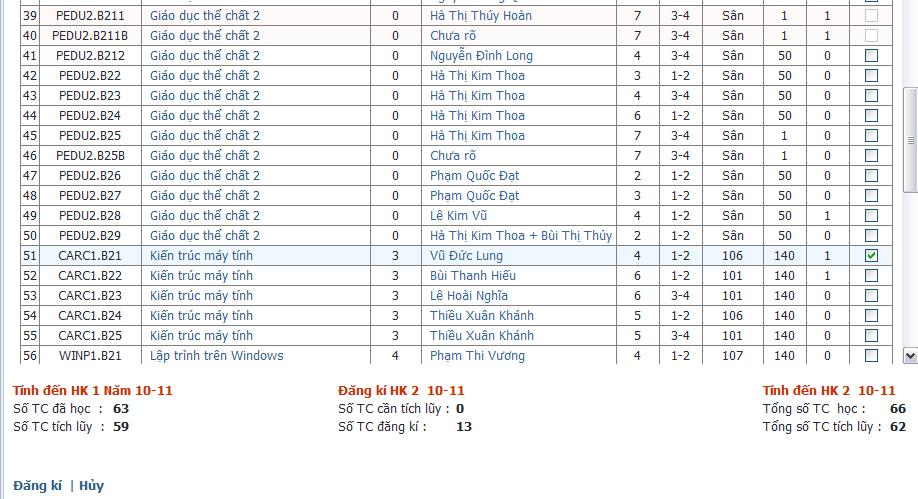 39 PEDU2.B211 Giáo dục thể chất 2 0 Hà Thị Thúy Hoàn 7 3-4 Sân 1 1
40 PEDU2.B211B Giáo dục thể chất 2 0 Chưa rõ 7 3-4 Sân 1 1
41 PEDU2.B212 Giáo dục thể chất 2 0 Nguyễn Đình Long 4 3-4 Sân 50 0
42 PEDU2.B22 Giáo dục thể chất 2 0 Hà Thị Kim Thoa 3 1-2 Sân 50 0
43 PEDU2.B23 Giáo dục thể chất 2 0 Hà Thị Kim Thoa 4 3-4 Sân 50 0
44 PEDU2.B24 Giáo dục thể chất 2 0 Hà Thị Kim Thoa 6 1-2 Sân 50 0
45 PEDU2.B25 Giáo dục thể chất 2 0 Hà Thị Kim Thoa 7 3-4 Sân 1 0
46 PEDU2.B25B Giáo dục thể chất 2 0 Chưa rõ 7 3-4 Sân 1 0
47 PEDU2.B26 Giáo dục thể chất 2 0 Phạm Quốc Đạt 2 1-2 Sân 50 0
48 PEDU2.B27 Giáo dục thể chất 2 0 Phạm Quốc Đạt 3 1-2 Sân 50 0
49 PEDU2.B28 Giáo dục thể chất 2 0 Lê Kim Vũ 4 1-2 Sân 50 1
50 PEDU2.B29 Giáo dục thể chất 2 0 Hà Thị Kim Thoa + Bùi Thị Thủy 2 1-2 Sân 50 0
51 CARC1.B21 Kiến trúc máy tính 3 Vũ Đức Lung 4 1-2 106 140 1
52 CARC1.B22 Kiến trúc máy tính 3 Bùi Thanh Hiếu 6 1-2 101 140 1
53 CARC1.B23 Kiến trúc máy tính 3 Lê Hoài Nghĩa 6 3-4 101 140 0
54 CARC1.B24 Kiến trúc máy tính 3 Thiều Xuân Khánh 5 1-2 106 140 0
55 CARC1.B25 Kiến trúc máy tính 3 Thiều Xuân Khánh 5 3-4 101 140 0
56 WINP1.B21 Lập trình trên Windows 4 Phạm Thi Vương 4 1-2 107 140 0
Tính đến HK 1 Năm 10-11 Đăng kí HK 2 10-11 Tính đến HK 2 10-11
Số TC đã học : 63 Số TC cần tích lũy : 0 Tổng số TC học : 66
Số TC tích lũy : 59 Số TC đăng kí : 13 Tổng số TC tích lũy : 62
Đăng kí | Hủy